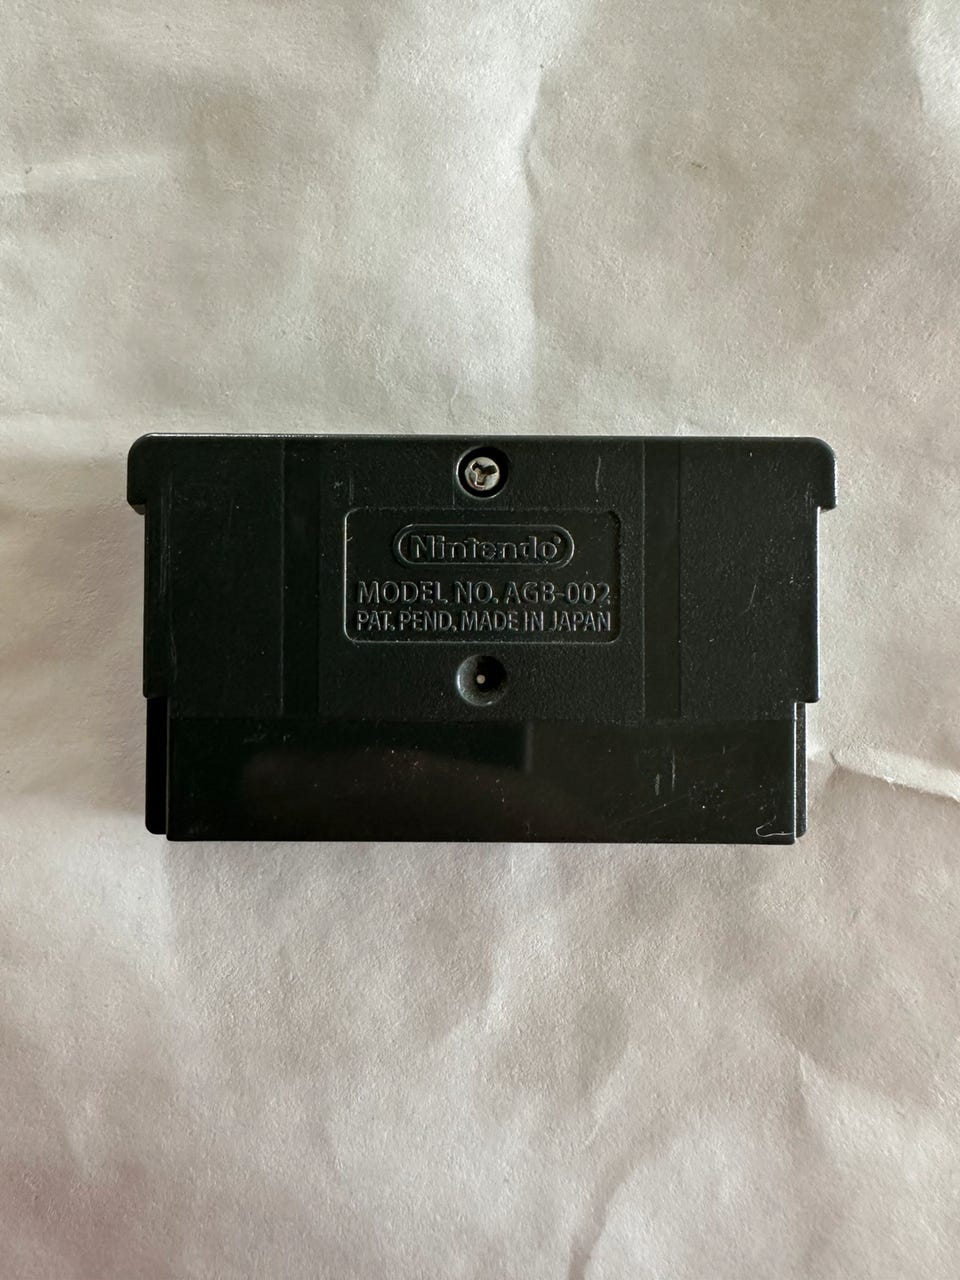 Nintendo
MODEL NO. AGB-002
PAT. PEND. MADE IN JAPAN